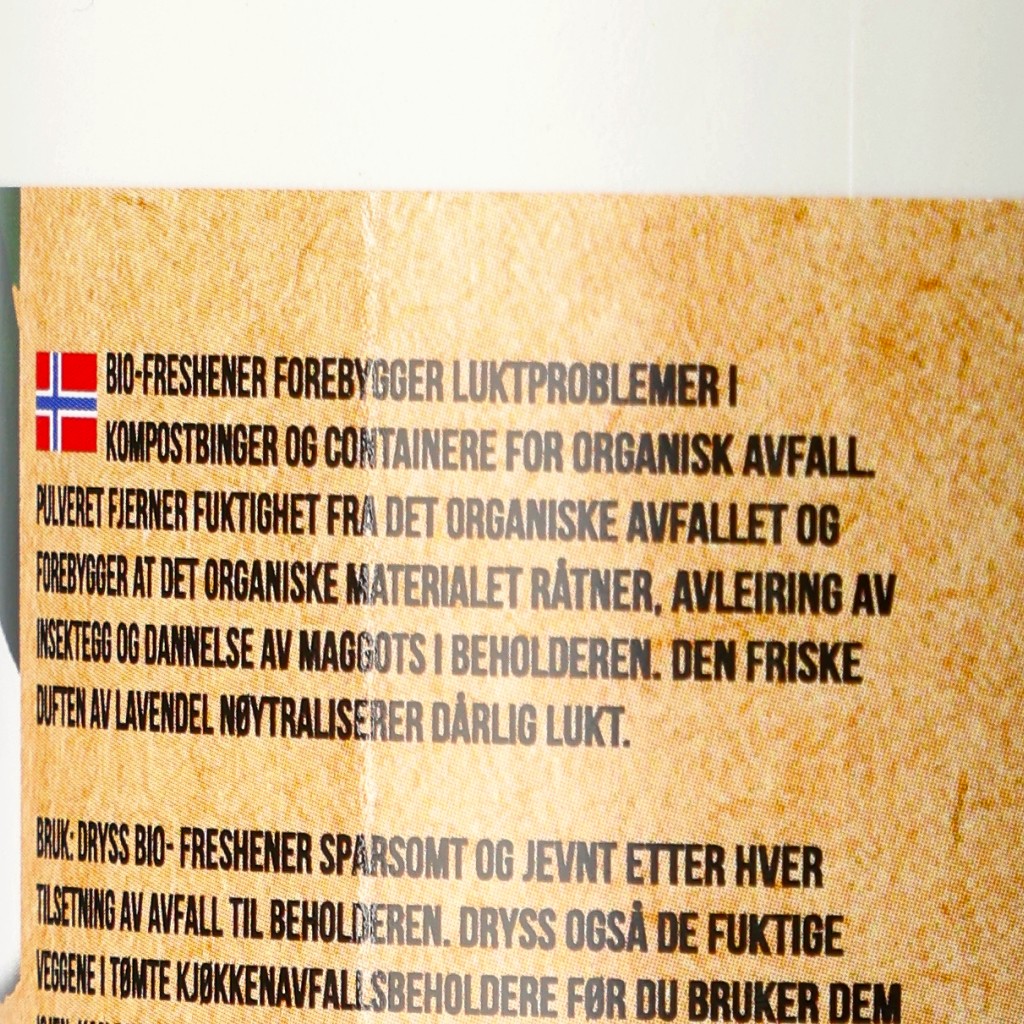 BIO-FRESHENER FOREBYGGER LUKTPROBLEMER I
KOMPOSTBINGER OG CONTAINERE FOR ORGANISK AVFALL.
PULVERET FJERNER FUKTIGHET FRA DET ORGANISKE AVFALLET OG
FOREBYGGER AT DET ORGANISKE MATERIALET RÅTNER, AVLEIRING AV
INSEKTEGG OG DANNELSE AV MAGGOTS I BEHOLDEREN. DEN FRISKE
DUFTEN AV LAVENDEL NØYTRALISERER DÅRLIG LUKT.
BRUK: DRYSS BIO- FRESHENER SPARSOMT OG JEVNT ETTER HVER
TILSETNING AV AVFALL TIL BEHOLDEREN. DRYSS OGSÅ DE FUKTIGE
VEGGENE I TØMTE KJØKKENAVFALLSBEHOLDERE FØR DU BRUKER DEM